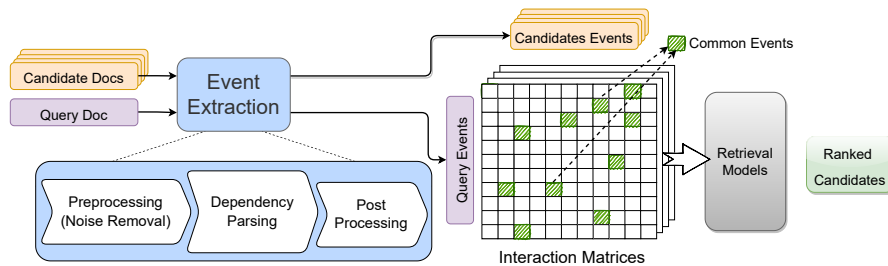 Candidate Docs
Query Doc
Event
Extraction
Candidates Events
Common Events
Query Events
Preprocessing
(Noise Removal)
Dependency
Parsing
Post
Processing
Interaction Matrices
Retrieval
Models
Ranked
Candidates